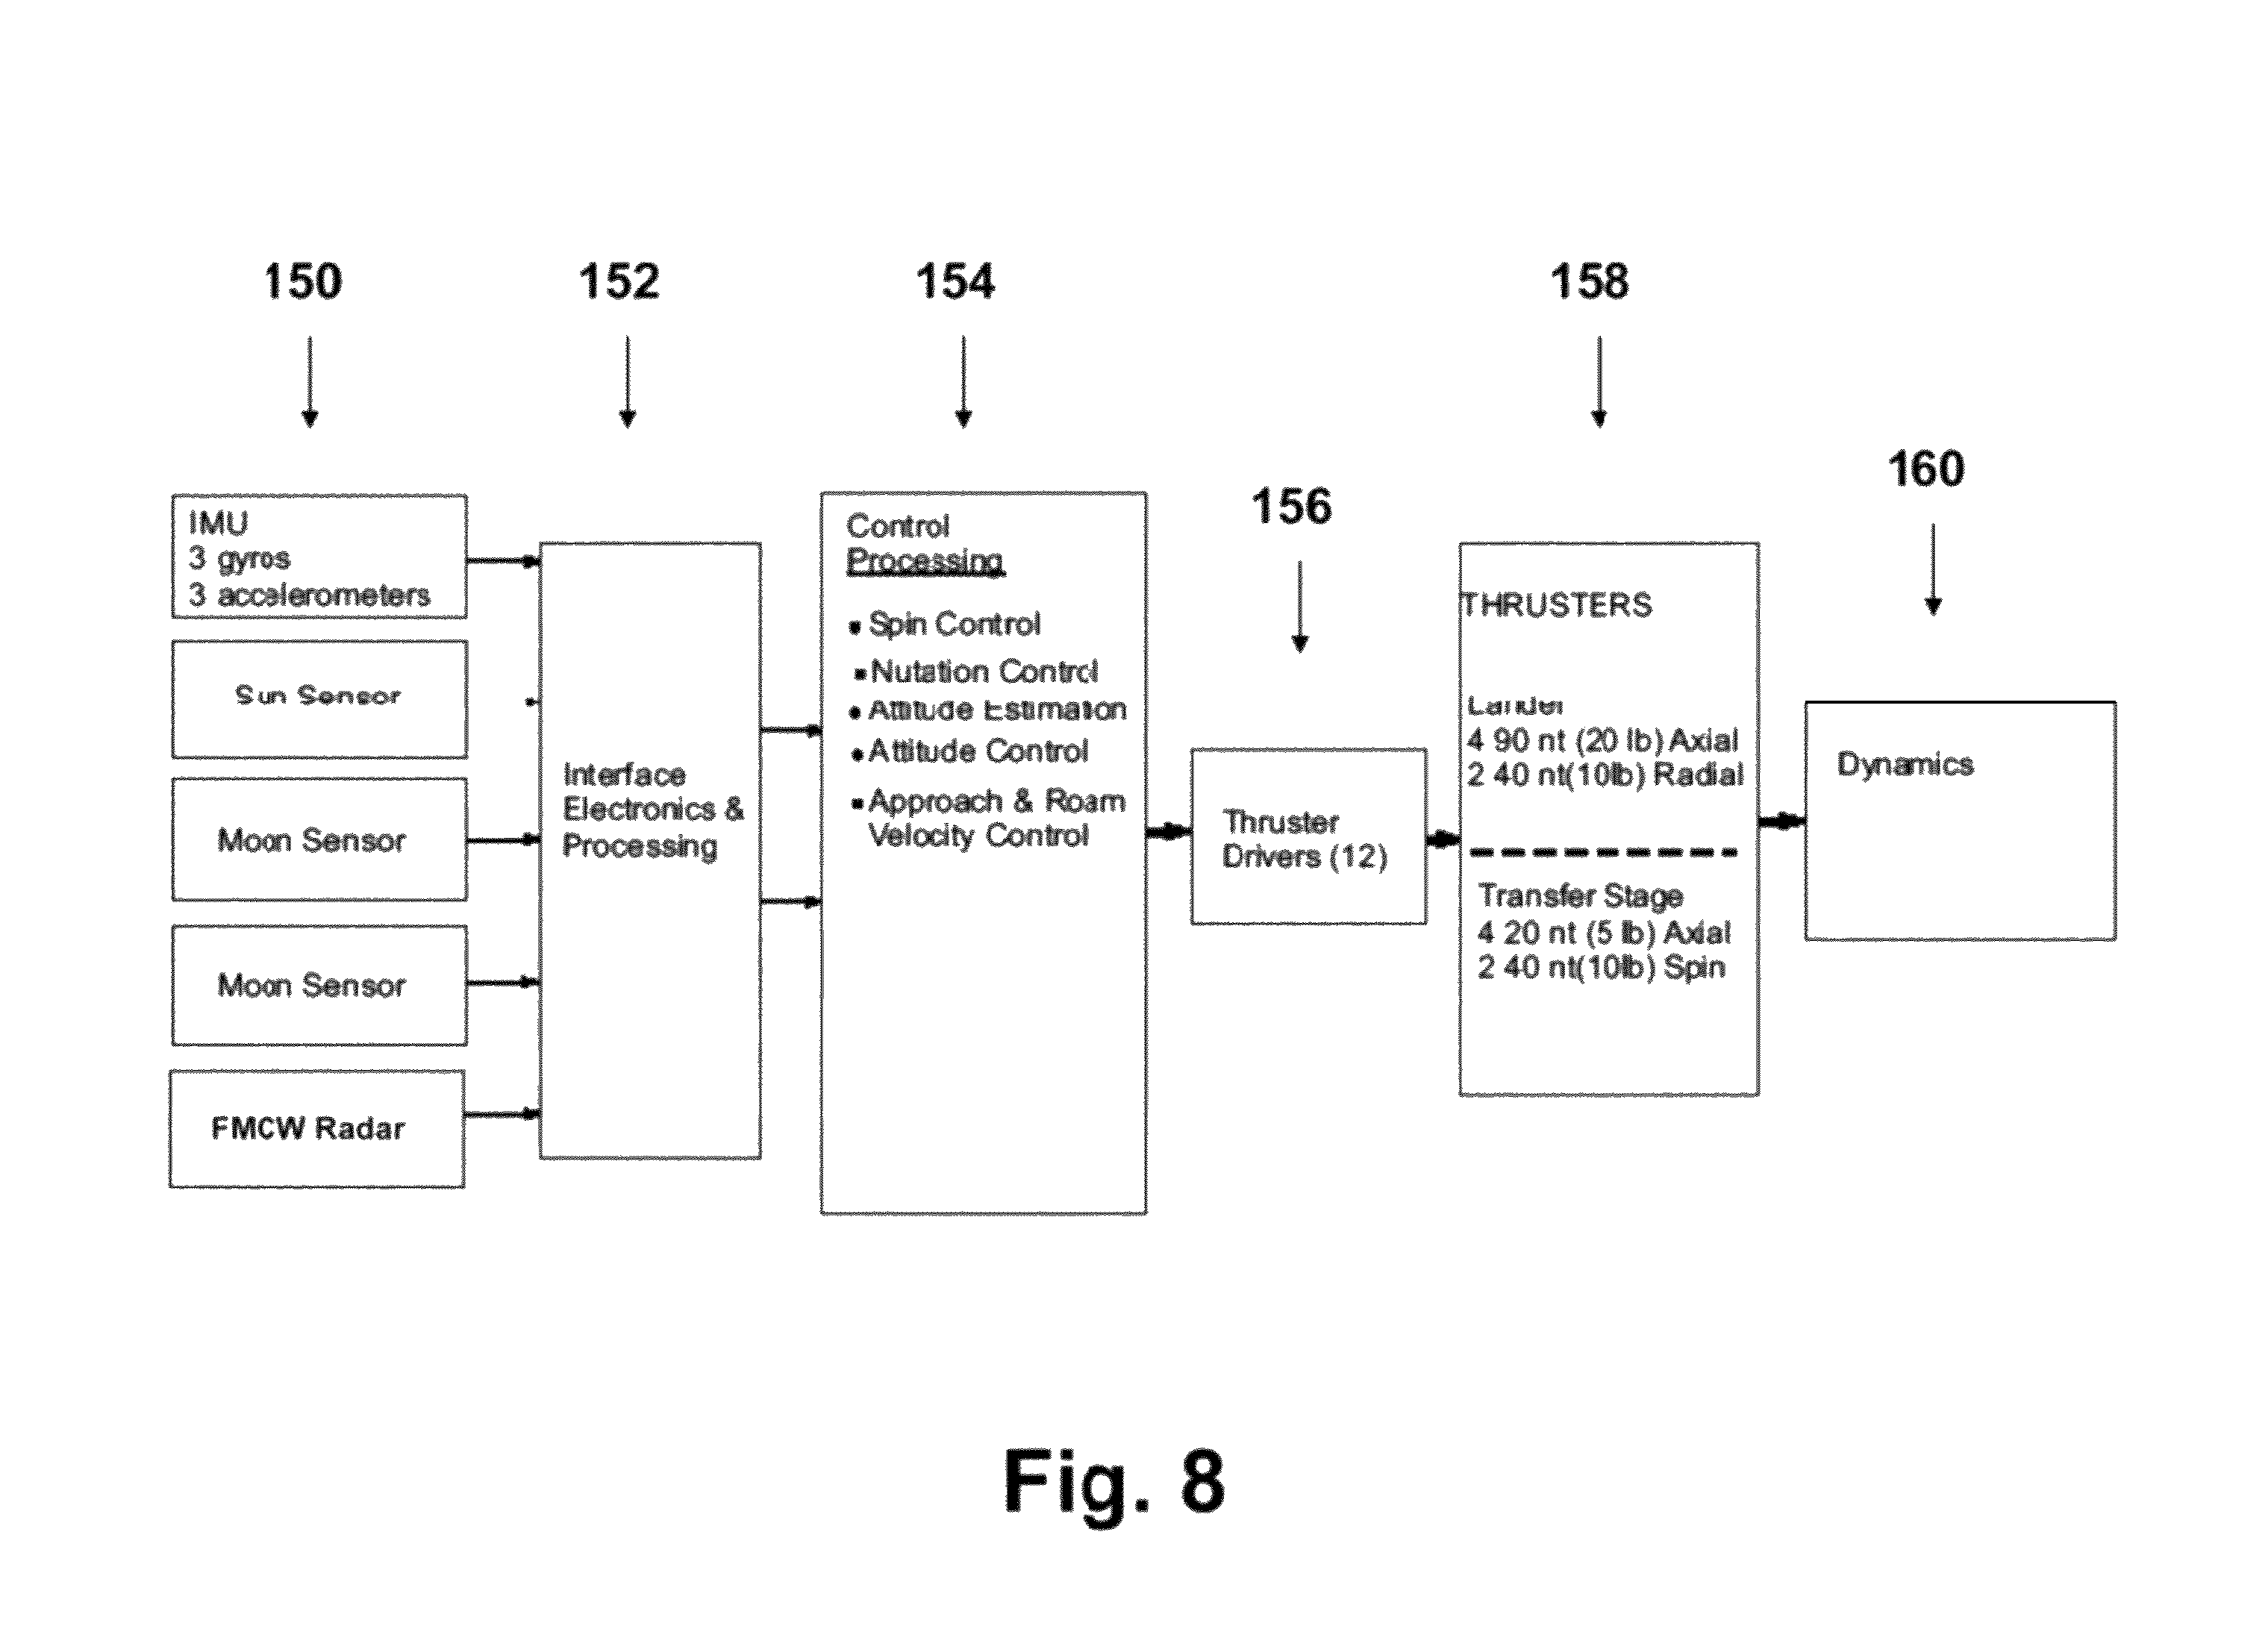 150
152
154
158
160
156
IMU
3 gyros
3 accelerometers
Sun Sensor
Moon Sensor
Moon Sensor
FMCW Radar
Interface
Electronics &
Processing
Control
Processing
• Spin Control
▪ Nutation Control
• Attitude Estimation
• Attitude Control
▪ Approach & Roam
Velocity Control
Thruster
Drivers (12)
THRUSTERS
Lander
4 90 nt (20 lb) Axial
2 40 nt(10lb) Radial
Transfer Stage
4 20 nt (5 lb) Axial
2 40 nt(10lb) Spin
Dynamics
Fig. 8